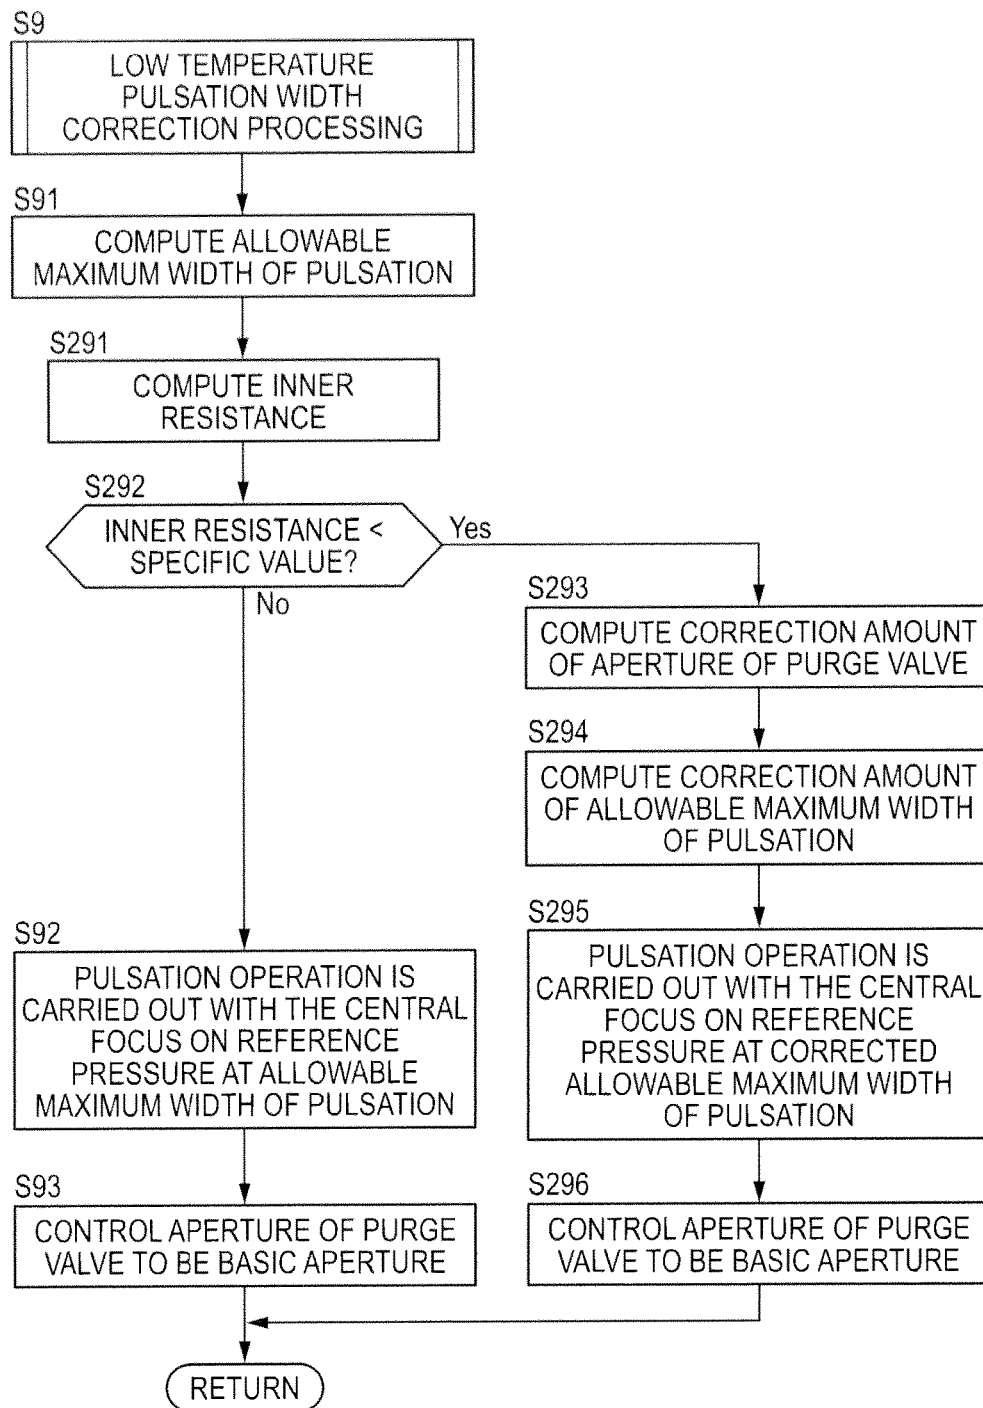 S9
LOW TEMPERATURE
PULSATION WIDTH
CORRECTION PROCESSING
S91
COMPUTE ALLOWABLE
MAXIMUM WIDTH OF PULSATION
S291
COMPUTE INNER
RESISTANCE
S292
INNER RESISTANCE <
SPECIFIC VALUE?
Yes
No
S293
COMPUTE CORRECTION AMOUNT
OF APERTURE OF PURGE VALVE
S294
COMPUTE CORRECTION AMOUNT
OF ALLOWABLE MAXIMUM WIDTH
OF PULSATION
S295
PULSATION OPERATION IS
CARRIED OUT WITH THE CENTRAL
FOCUS ON REFERENCE
PRESSURE AT CORRECTED
ALLOWABLE MAXIMUM WIDTH
OF PULSATION
S296
CONTROL APERTURE OF PURGE
VALVE TO BE BASIC APERTURE
S92
PULSATION OPERATION IS
CARRIED OUT WITH THE CENTRAL
FOCUS ON REFERENCE
PRESSURE AT ALLOWABLE
MAXIMUM WIDTH OF PULSATION
S93
CONTROL APERTURE OF PURGE
VALVE TO BE BASIC APERTURE
RETURN